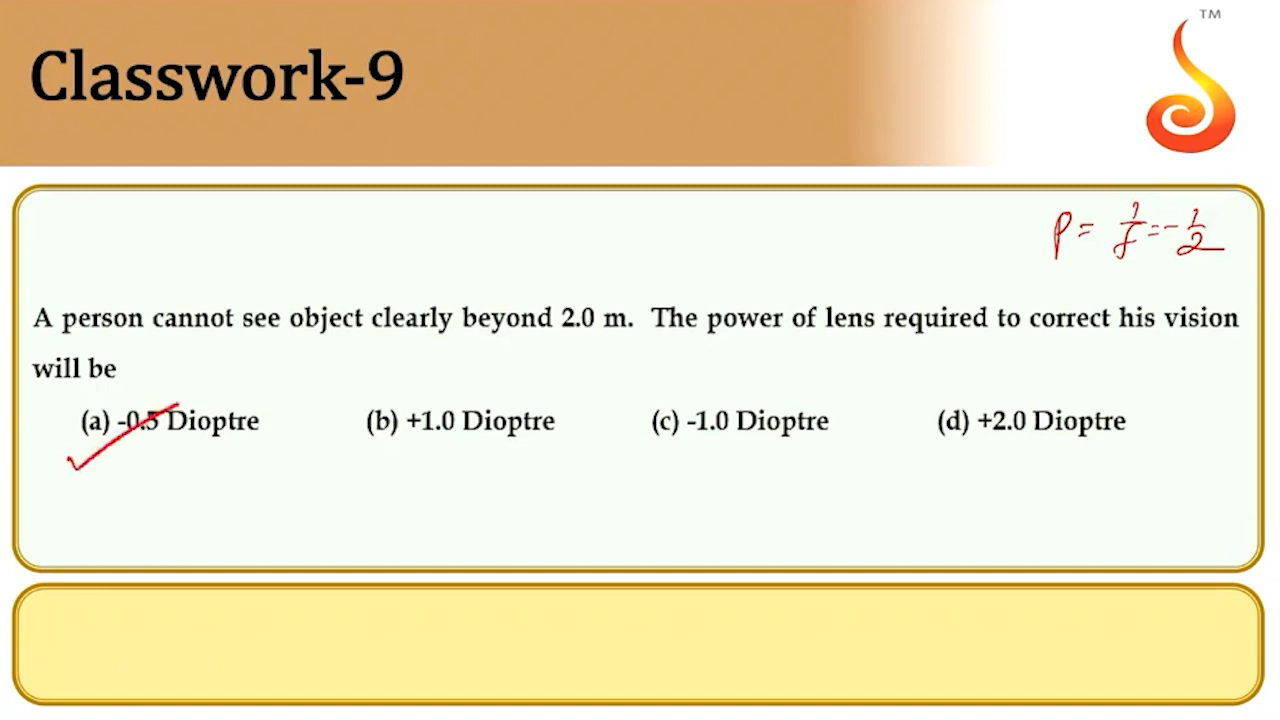 TM
Classwork-9
P = 1/f = -1/2
A person cannot see object clearly beyond 2.0 m. The power of lens required to correct his vision
will be
(a) -0.5 Dioptre (b) +1.0 Dioptre (c) -1.0 Dioptre (d) +2.0 Dioptre